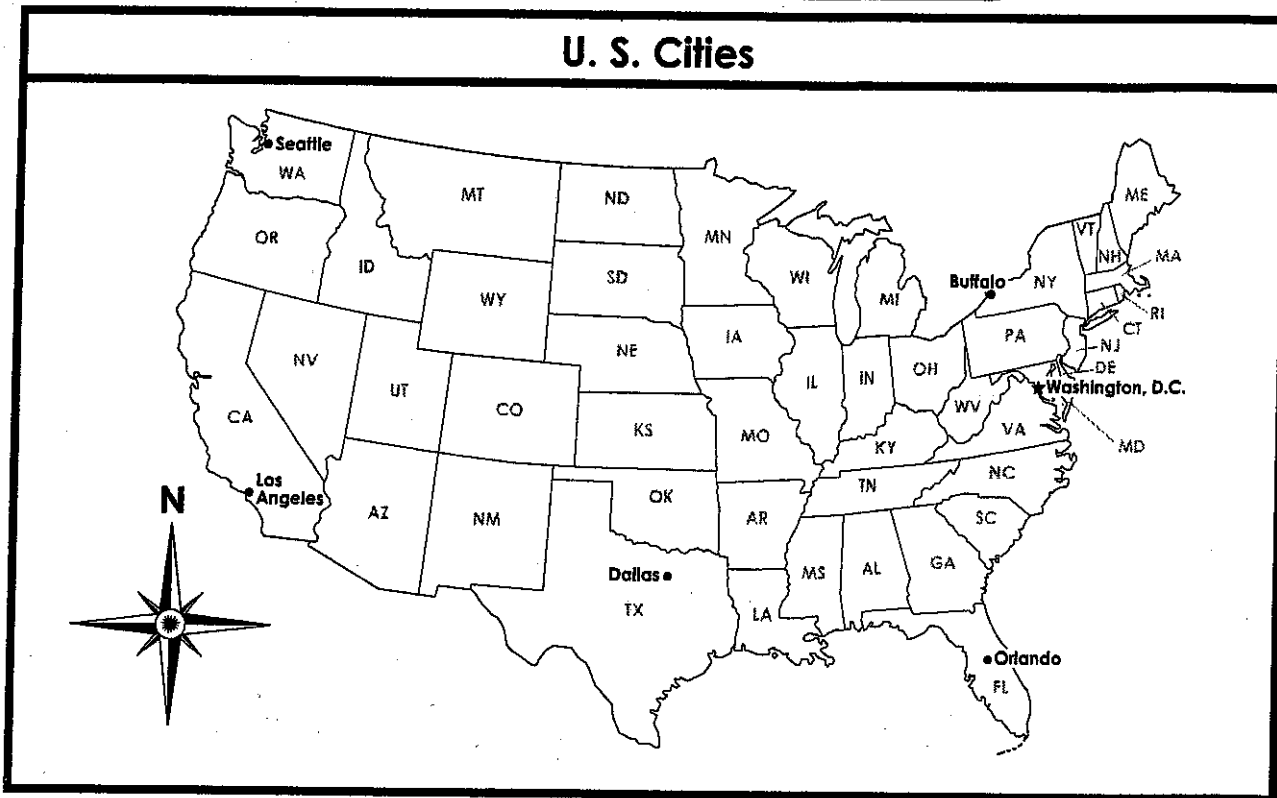 U. S. Cities
Seattle
WA
MT
ND
MN
ME
VT
NH
MA
OR
ID
SD
WI
MI
Buffalo
NY
WY
RI
CT
NV
NE
IA
PA
NJ
DE
UT
IL
IN
OH
Washington, D.C.
CA
CO
KS
MO
WV
VA
KY
MD
Los
Angeles
N
AZ
NM
OK
AR
TN
NC
SC
Dallas
TX
LA
MS
AL
GA
Orlando
FL